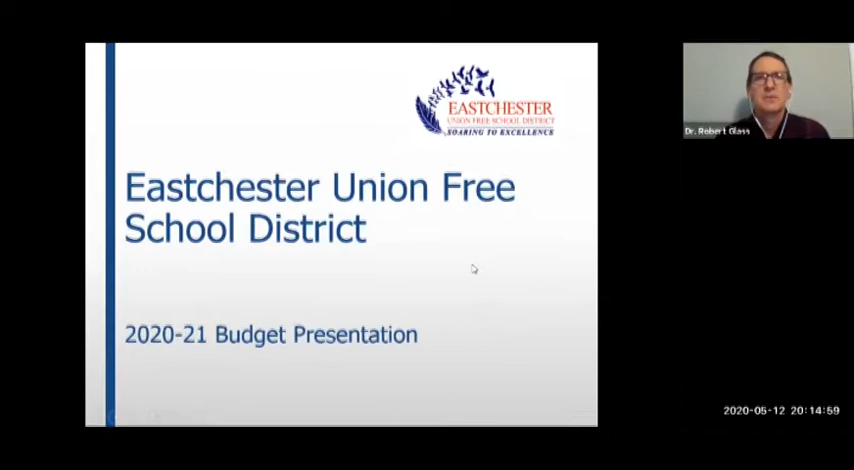 EASTCHESTER
UNION FREE SCHOOL DISTRICT
SOARING TO EXCELLENCE
Eastchester Union Free
School District
2020-21 Budget Presentation
Dr. Robert Glass
2020-05-12 20:14:59